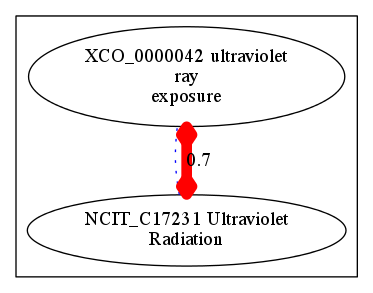 XCO_0000042 ultraviolet
ray
exposure
0.7
NCIT_C17231 Ultraviolet
Radiation